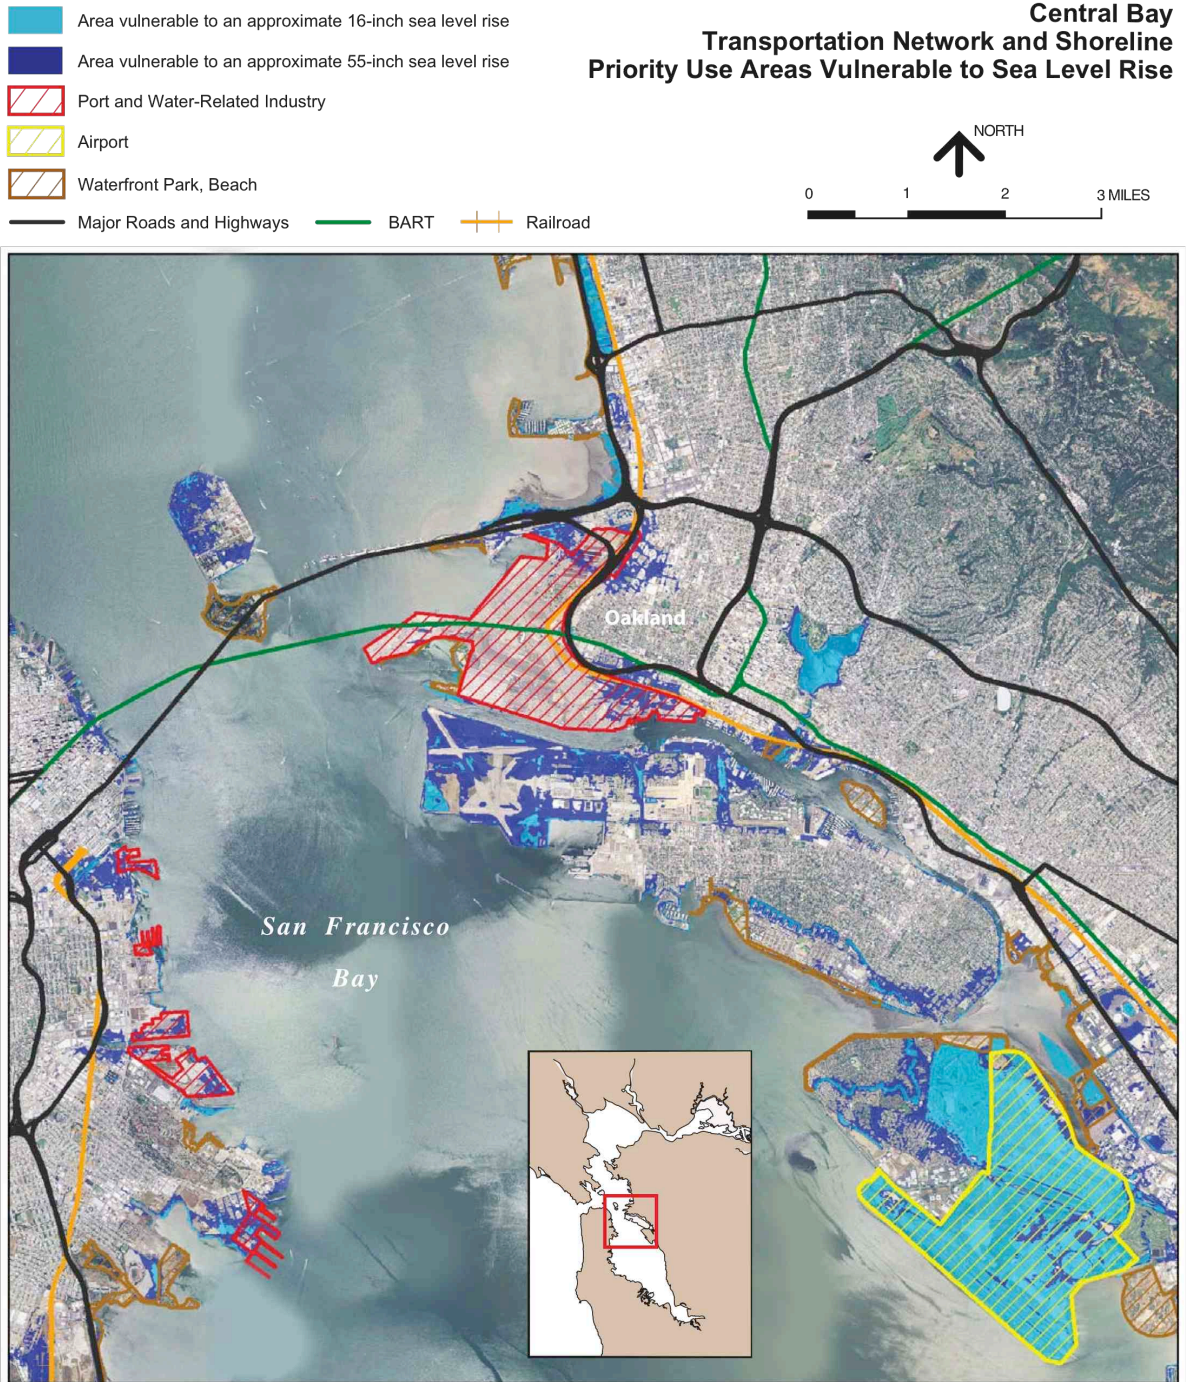 Area vulnerable to an approximate 16-inch sea level rise
Area vulnerable to an approximate 55-inch sea level rise
Port and Water-Related Industry
Airport
Waterfront Park, Beach
Major Roads and Highways BART Railroad
Central Bay
Transportation Network and Shoreline
Priority Use Areas Vulnerable to Sea Level Rise
NORTH
0 1 2 3 MILES
Oakland
San Francisco
Bay